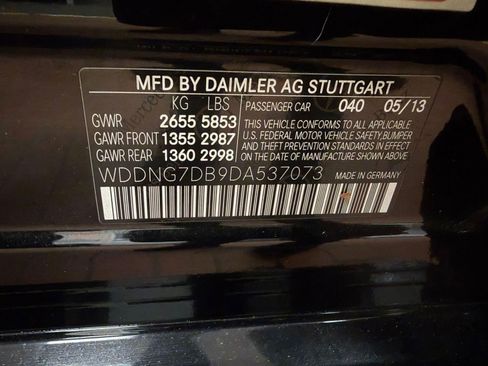 MFD BY DAIMLER AG STUTTGART
KG LBS PASSENGER CAR 040 05/13
GVWR 2655 5853
GAWR FRONT 1355 2987
GAWR REAR 1360 2998
THIS VEHICLE CONFORMS TO ALL APPLICABLE
U.S. FEDERAL MOTOR VEHICLE SAFETY, BUMPER
AND THEFT PREVENTION STANDARDS IN EFFECT
ON THE DATE OF MANUFACTURE SHOWN ABOVE.
WDDNG7DB9DA537073 MADE IN GERMANY